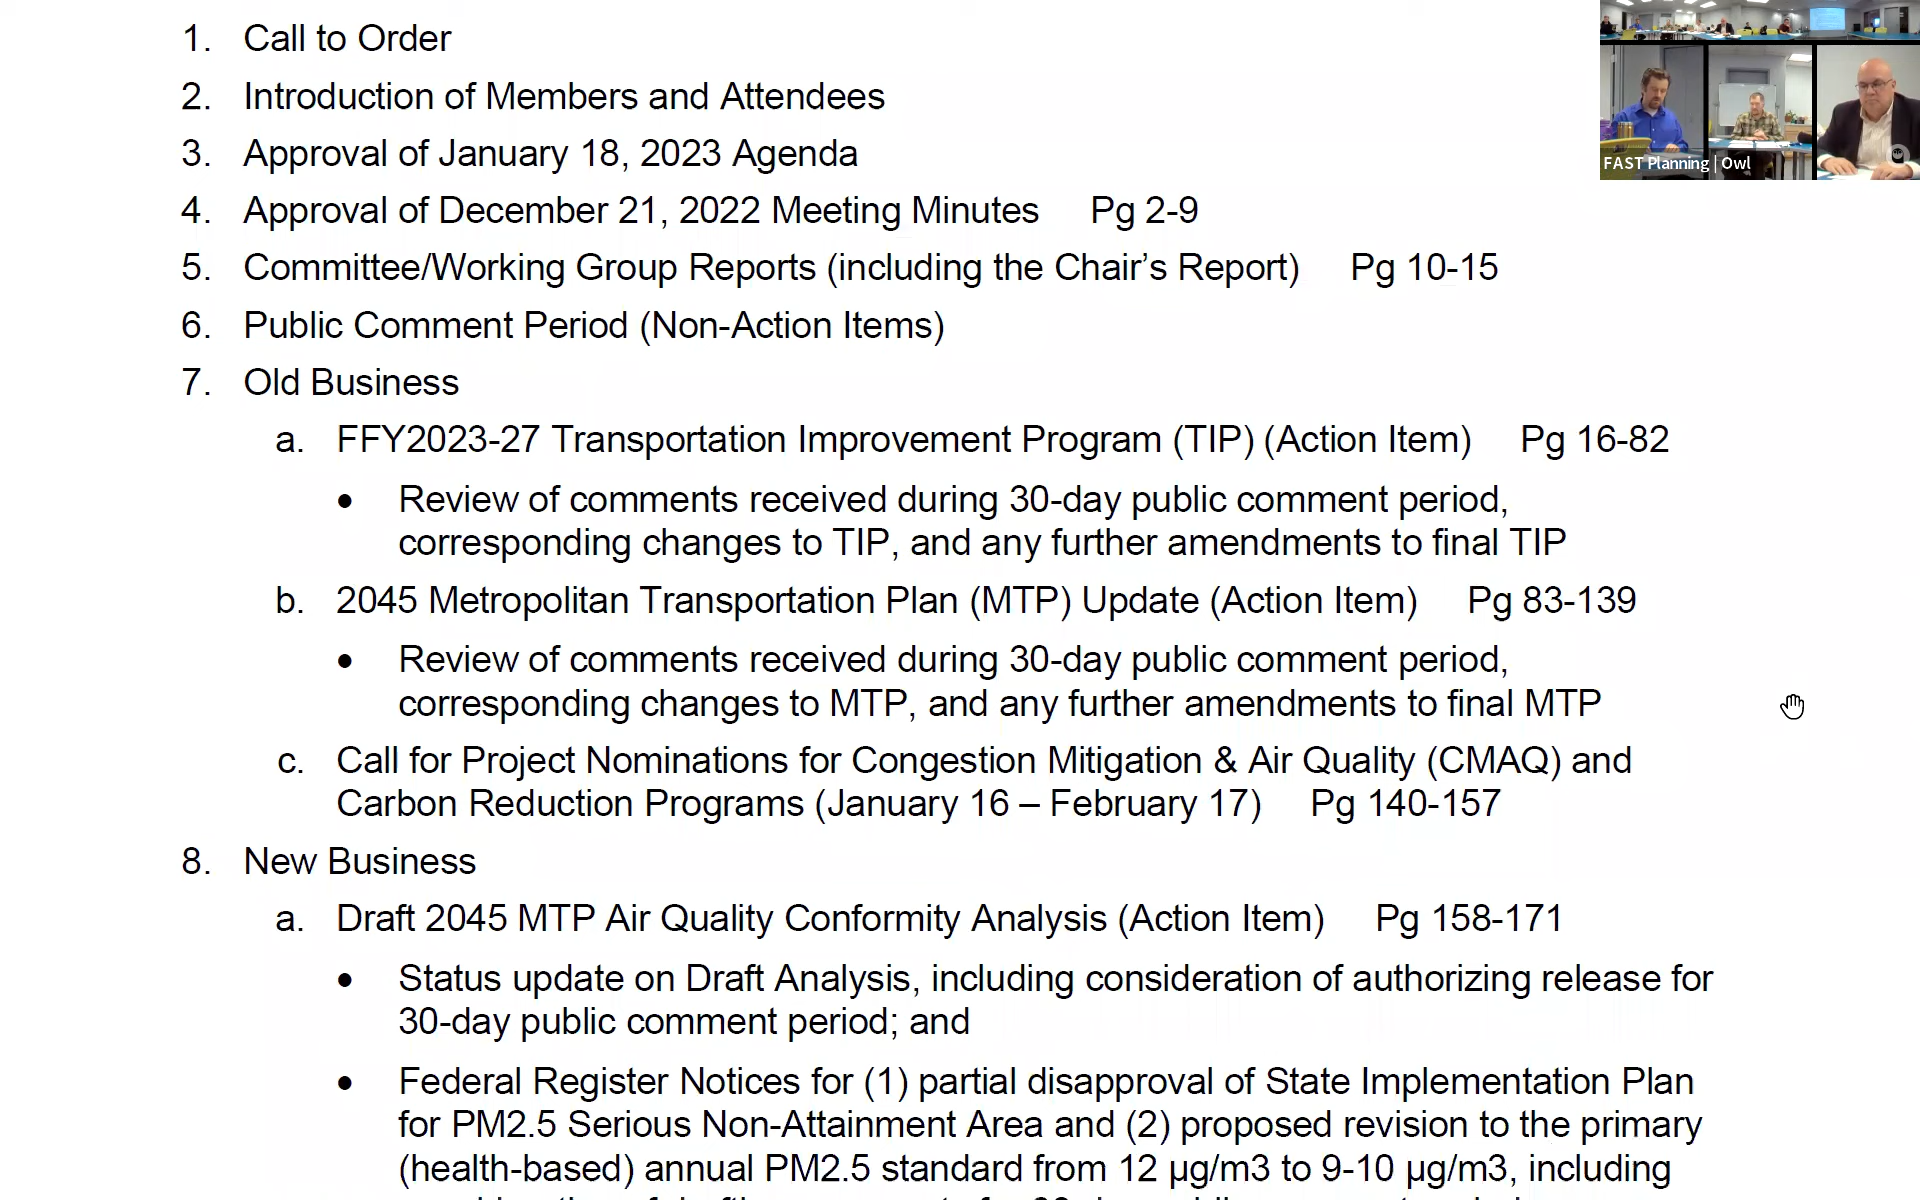 1. Call to Order
2. Introduction of Members and Attendees
3. Approval of January 18, 2023 Agenda
4. Approval of December 21, 2022 Meeting Minutes Pg 2-9
5. Committee/Working Group Reports (including the Chair’s Report) Pg 10-15
6. Public Comment Period (Non-Action Items)
7. Old Business
a. FFY2023-27 Transportation Improvement Program (TIP) (Action Item) Pg 16-82
• Review of comments received during 30-day public comment period,
corresponding changes to TIP, and any further amendments to final TIP
b. 2045 Metropolitan Transportation Plan (MTP) Update (Action Item) Pg 83-139
• Review of comments received during 30-day public comment period,
corresponding changes to MTP, and any further amendments to final MTP
c. Call for Project Nominations for Congestion Mitigation & Air Quality (CMAQ) and
Carbon Reduction Programs (January 16 – February 17) Pg 140-157
8. New Business
a. Draft 2045 MTP Air Quality Conformity Analysis (Action Item) Pg 158-171
• Status update on Draft Analysis, including consideration of authorizing release for
30-day public comment period; and
• Federal Register Notices for (1) partial disapproval of State Implementation Plan
for PM2.5 Serious Non-Attainment Area and (2) proposed revision to the primary
(health-based) annual PM2.5 standard from 12 µg/m3 to 9-10 µg/m3, including
FAST Planning | Owl